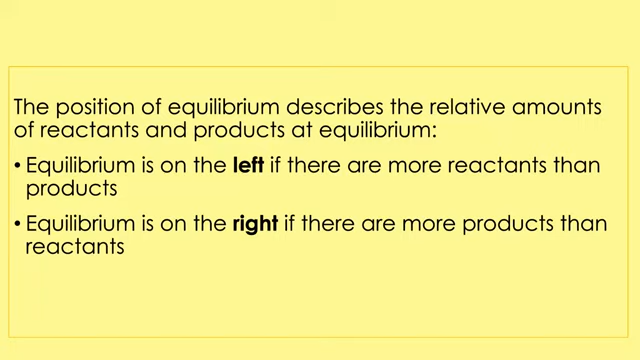 The position of equilibrium describes the relative amounts
of reactants and products at equilibrium:
• Equilibrium is on the left if there are more reactants than
products
• Equilibrium is on the right if there are more products than
reactants